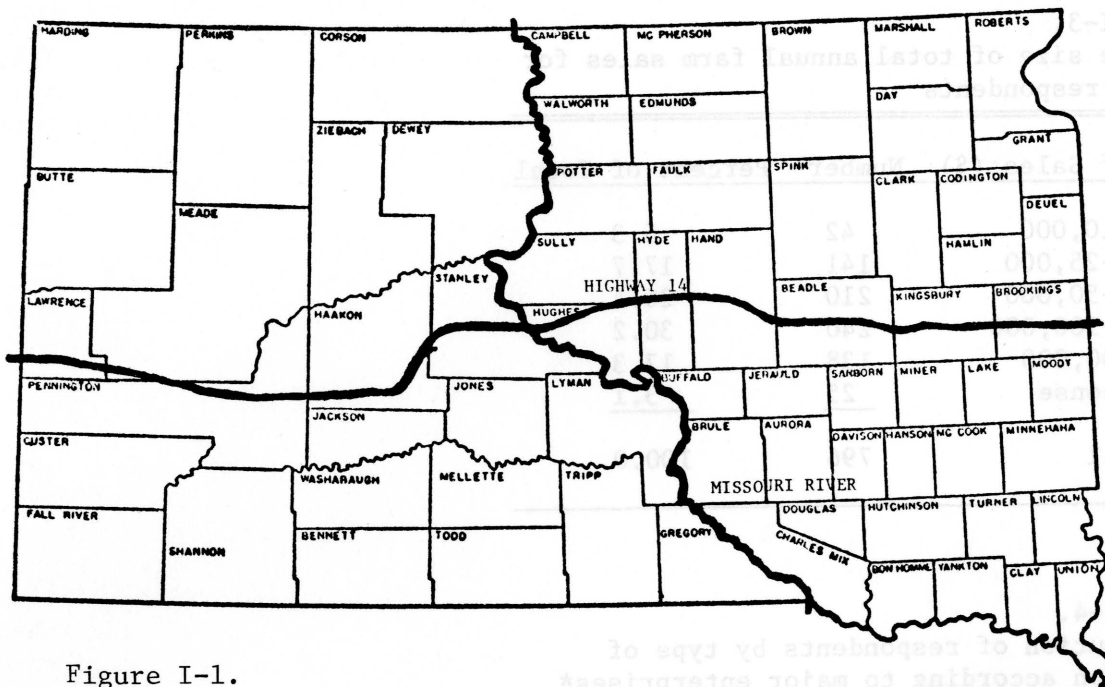 HARDING
PERKINS
CORSON
CAMPBELL
MC PHERSON
BROWN
MARSHALL
ROBERTS
WALWORTH
EDMUNDS
DAY
GRANT
ZIEBACH
DEWEY
BUTTE
POTTER
FAULK
SPINK
CLARK
CODINGTON
DEUEL
MEADE
SULLY
HYDE
HAND
HAMLIN
STANLEY
HIGHWAY 14
BEADLE
KINGSBURY
BROOKINGS
LAWRENCE
HAAKON
HUGHES
PENNINGTON
JONES
LYMAN
BUFFALO
JERAULD
SANBORN
MINER
LAKE
MOODY
JACKSON
CUSTER
BRULE
AURORA
DAVISON
HANSON
MC COOK
MINNEHAHA
WASHABAUGH
MELLETTE
TRIPP
MISSOURI RIVER
FALL RIVER
DOUGLAS
HUTCHINSON
TURNER
LINCOLN
SHANNON
BENNETT
TODD
GREGORY
CHARLES MIX
BON HOMME
YANKTON
CLAY
UNION
Figure I-1.